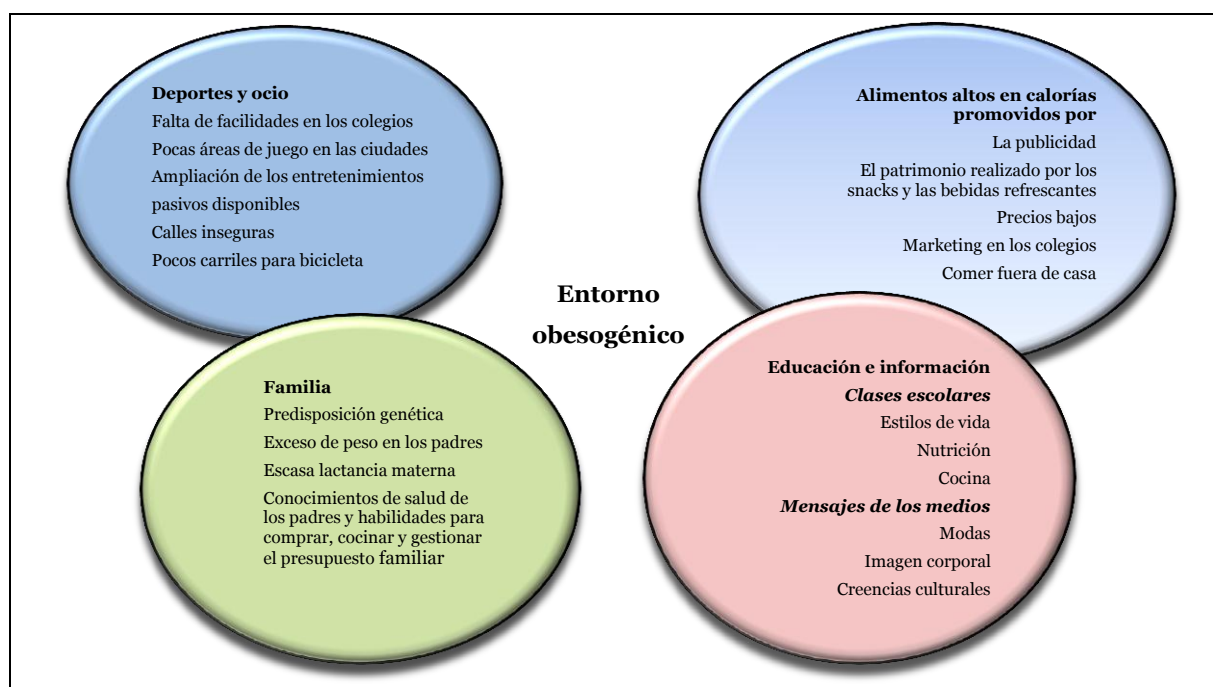 Deportes y ocio
Falta de facilidades en los colegios
Pocas áreas de juego en las ciudades
Ampliación de los entretenimientos
pasivos disponibles
Calles inseguras
Pocos carriles para bicicleta
Alimentos altos en calorías
promovidos por
La publicidad
El patrimonio realizado por los
snacks y las bebidas refrescantes
Precios bajos
Marketing en los colegios
Comer fuera de casa
Entorno
obesogénico
Familia
Predisposición genética
Exceso de peso en los padres
Escasa lactancia materna
Conocimientos de salud de
los padres y habilidades para
comprar, cocinar y gestionar
el presupuesto familiar
Educación e información
Clases escolares
Estilos de vida
Nutrición
Cocina
Mensajes de los medios
Modas
Imagen corporal
Creencias culturales